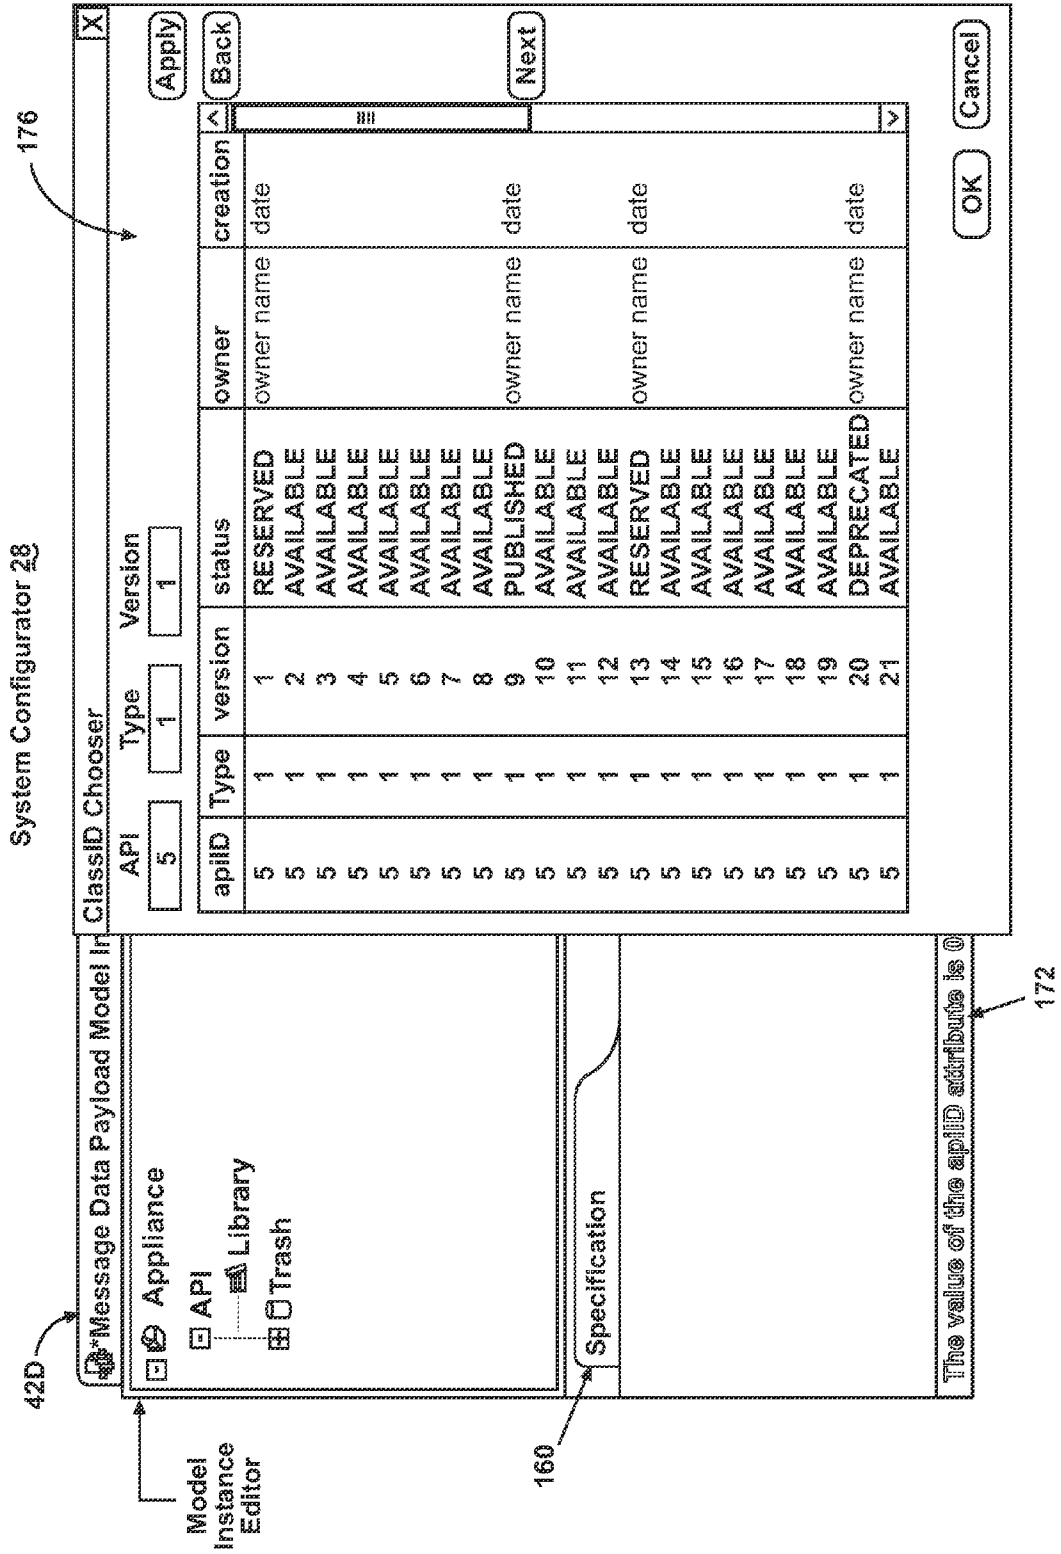 System Configurator 28
176
42D
*Message Data Payload Model In
ClassID Chooser
X
Model
Instance
Editor
Appliance
API
Library
Trash
API Type Version
5 1 1
Apply
Back
Next
apiID Type version status owner creation
5 1 1 RESERVED owner name date
5 1 2 AVAILABLE
5 1 3 AVAILABLE
5 1 4 AVAILABLE
5 1 5 AVAILABLE
5 1 6 AVAILABLE
5 1 7 AVAILABLE
5 1 8 AVAILABLE
5 1 9 PUBLISHED owner name date
5 1 10 AVAILABLE
5 1 11 AVAILABLE
5 1 12 AVAILABLE
5 1 13 RESERVED owner name date
5 1 14 AVAILABLE
5 1 15 AVAILABLE
5 1 16 AVAILABLE
5 1 17 AVAILABLE
5 1 18 AVAILABLE
5 1 19 AVAILABLE
5 1 20 DEPRECATED owner name date
5 1 21 AVAILABLE
160
Specification
OK Cancel
The value of the apiID attribute is 0
172